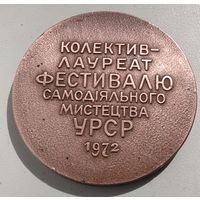 КОЛЕКТИВ-
ЛАУРЕАТ
ФЕСТИВАЛЮ
САМОДІЯЛЬНОГО
МИСТЕЦТВА
УРСР
1972